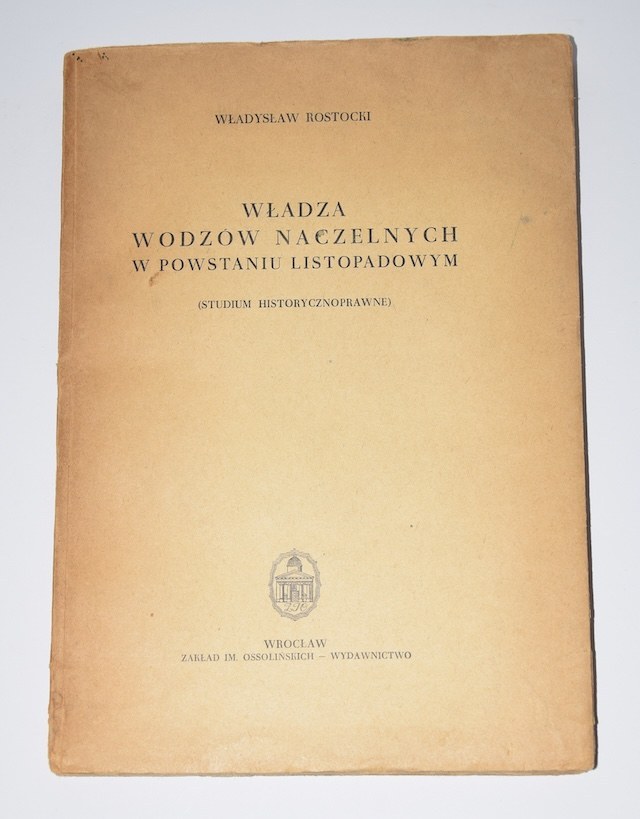 WŁADYSŁAW ROSTOCKI
WŁADZA
WODZÓW NACZELNYCH
W POWSTANIU LISTOPADOWYM
(STUDIUM HISTORYCZNOPRAWNE)
WROCŁAW
ZAKŁAD IM. OSSOLIŃSKICH – WYDAWNICTWO